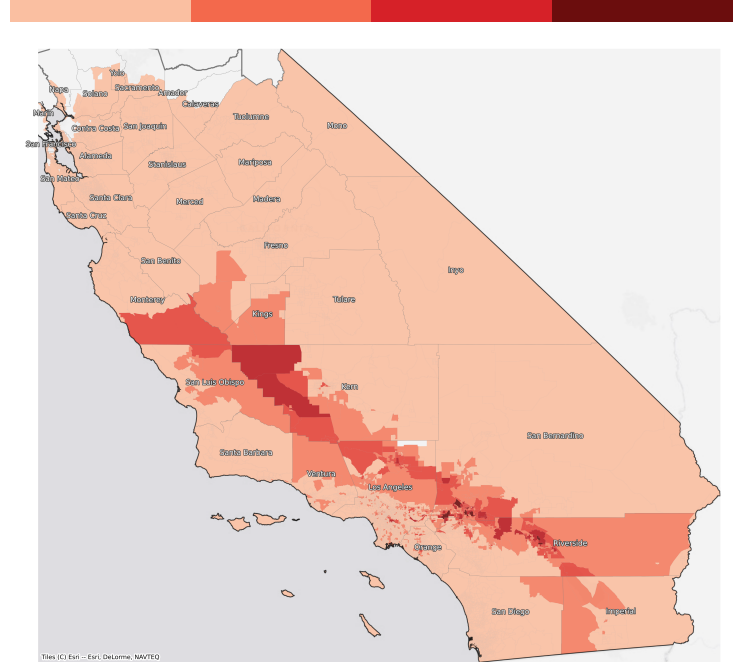 Yolo
Napa
Solano
Sacramento
Amador
Calaveras
Marin
Contra Costa
San Joaquin
Tuolumne
Mono
San Francisco
Alameda
Stanislaus
Mariposa
San Mateo
Santa Clara
Merced
Madera
Santa Cruz
Fresno
San Benito
Inyo
Monterey
Tulare
Kings
San Luis Obispo
Kern
San Bernardino
Santa Barbara
Ventura
Los Angeles
Orange
Riverside
San Diego
Imperial
Tiles (C) Esri -- Esri, DeLorme, NAVTEQ